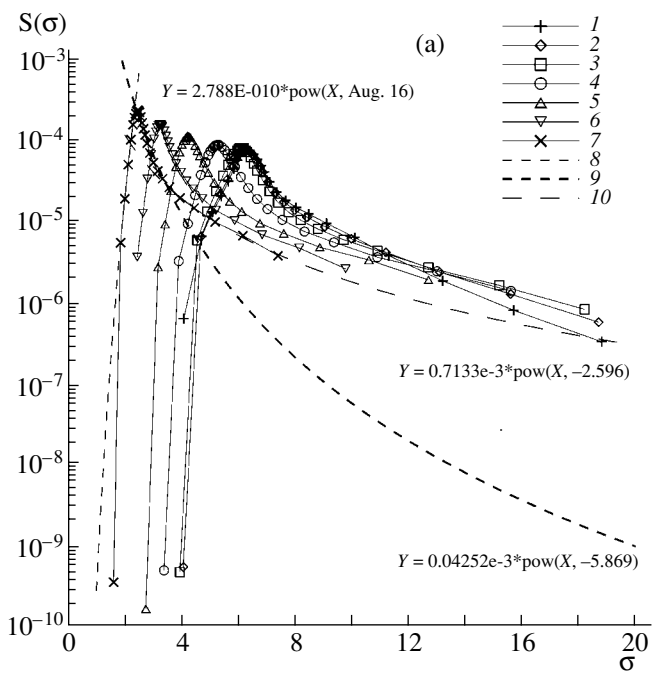 S(σ)
(a)
1
2
3
4
5
6
7
8
9
10
Y = 2.788E-010*pow(X, Aug. 16)
10⁻³
10⁻⁴
10⁻⁵
10⁻⁶
10⁻⁷
10⁻⁸
10⁻⁹
10⁻¹⁰
Y = 0.7133e-3*pow(X, –2.596)
Y = 0.04252e-3*pow(X, –5.869)
0 4 8 12 16 20
σ